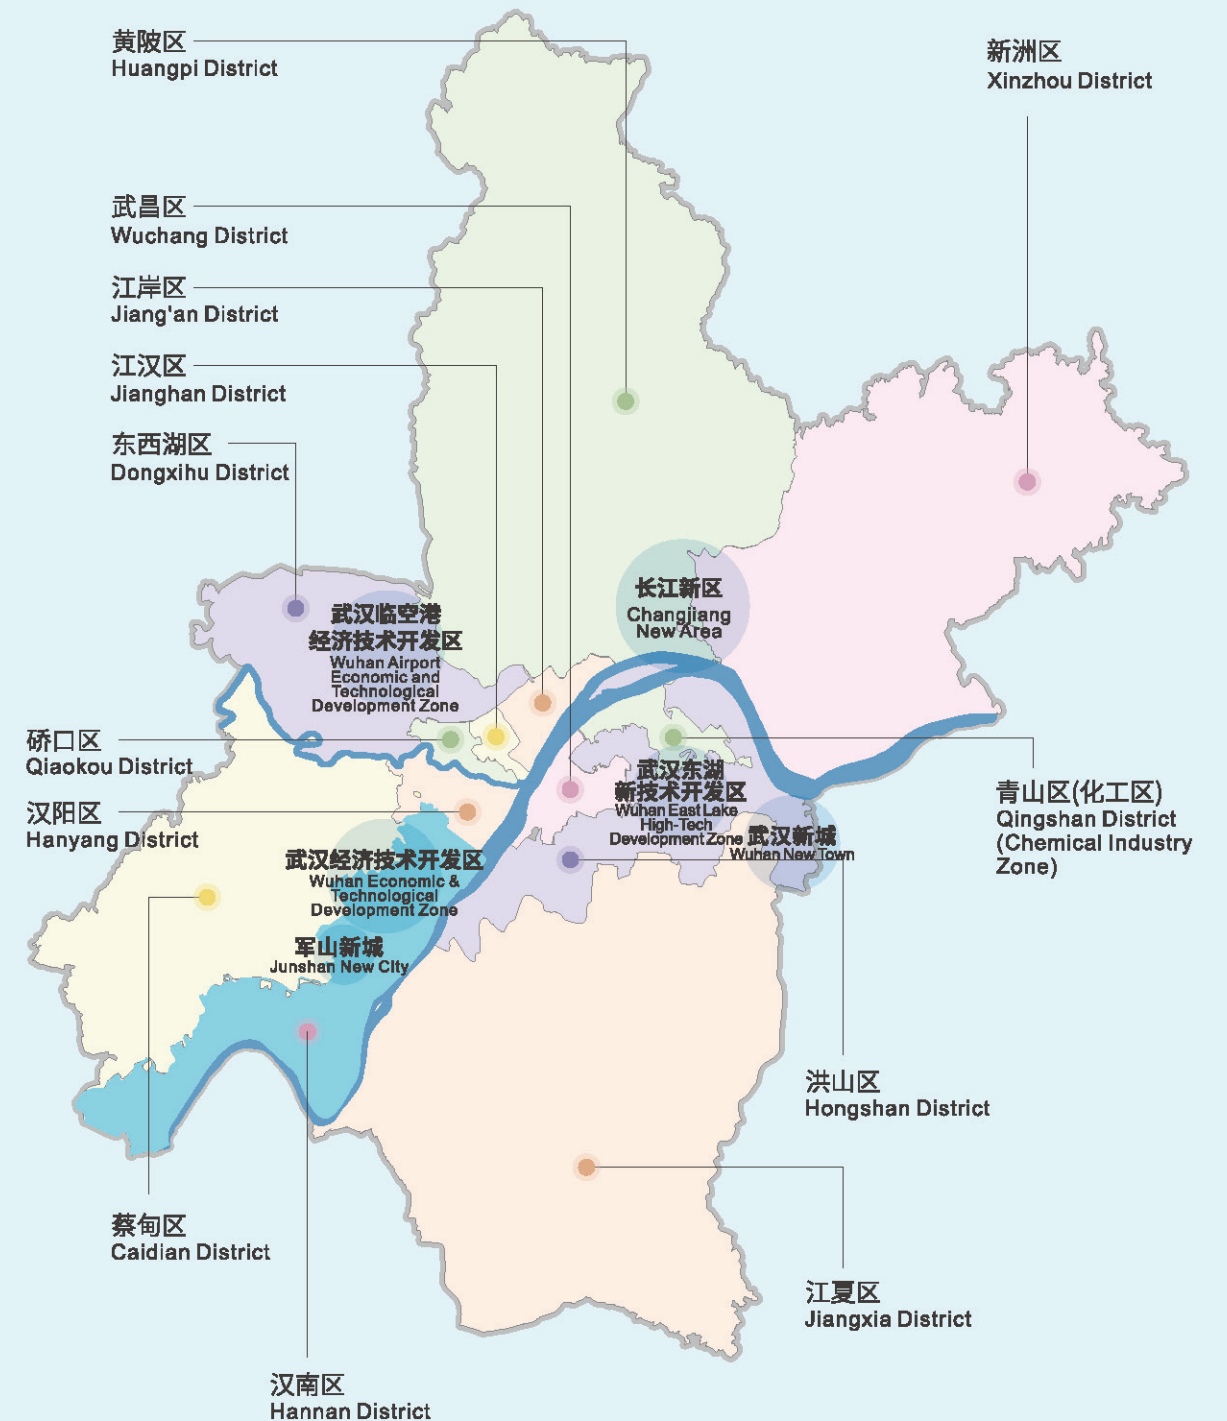 黄陂区
Huangpi District
新洲区
Xinzhou District
武昌区
Wuchang District
江岸区
Jiang'an District
江汉区
Jianghan District
东西湖区
Dongxihu District
长江新区
Changjiang
New Area
武汉临空港
经济技术开发区
Wuhan Airport
Economic and
Technological
Development Zone
硚口区
Qiaokou District
汉阳区
Hanyang District
武汉东湖
新技术开发区
Wuhan East Lake
High-Tech
Development Zone
武汉新城
Wuhan New Town
青山区(化工区)
Qingshan District
(Chemical Industry
Zone)
武汉经济技术开发区
Wuhan Economic &
Technological
Development Zone
军山新城
Junshan New City
洪山区
Hongshan District
蔡甸区
Caidian District
江夏区
Jiangxia District
汉南区
Hannan District